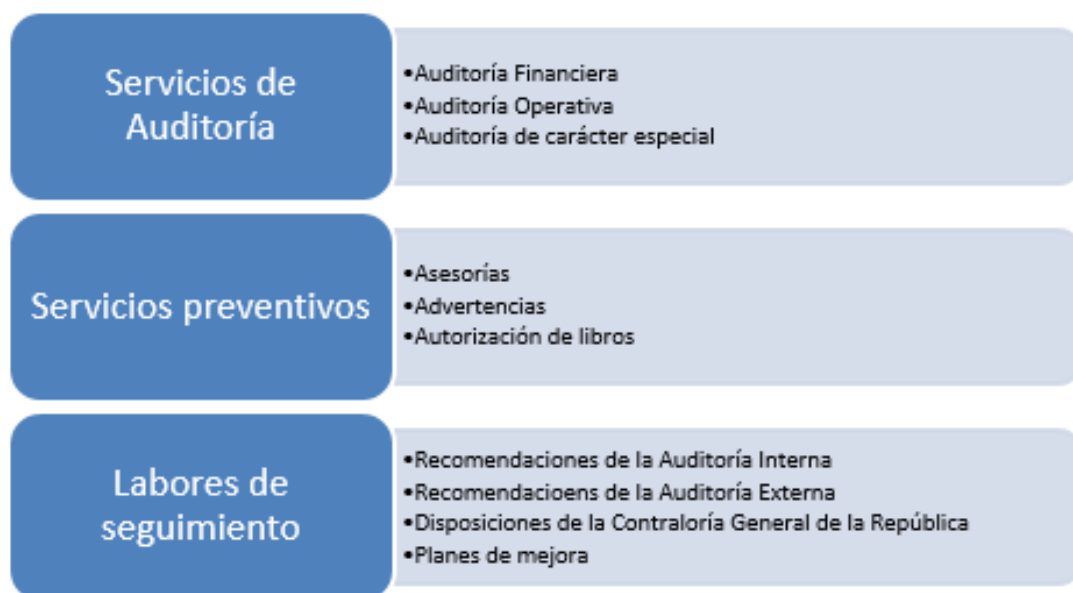 Servicios de
Auditoría
•Auditoría Financiera
•Auditoría Operativa
•Auditoría de carácter especial
Servicios preventivos
•Asesorías
•Advertencias
•Autorización de libros
Labores de
seguimiento
•Recomendaciones de la Auditoría Interna
•Recomendacioens de la Auditoría Externa
•Disposiciones de la Contraloría General de la República
•Planes de mejora